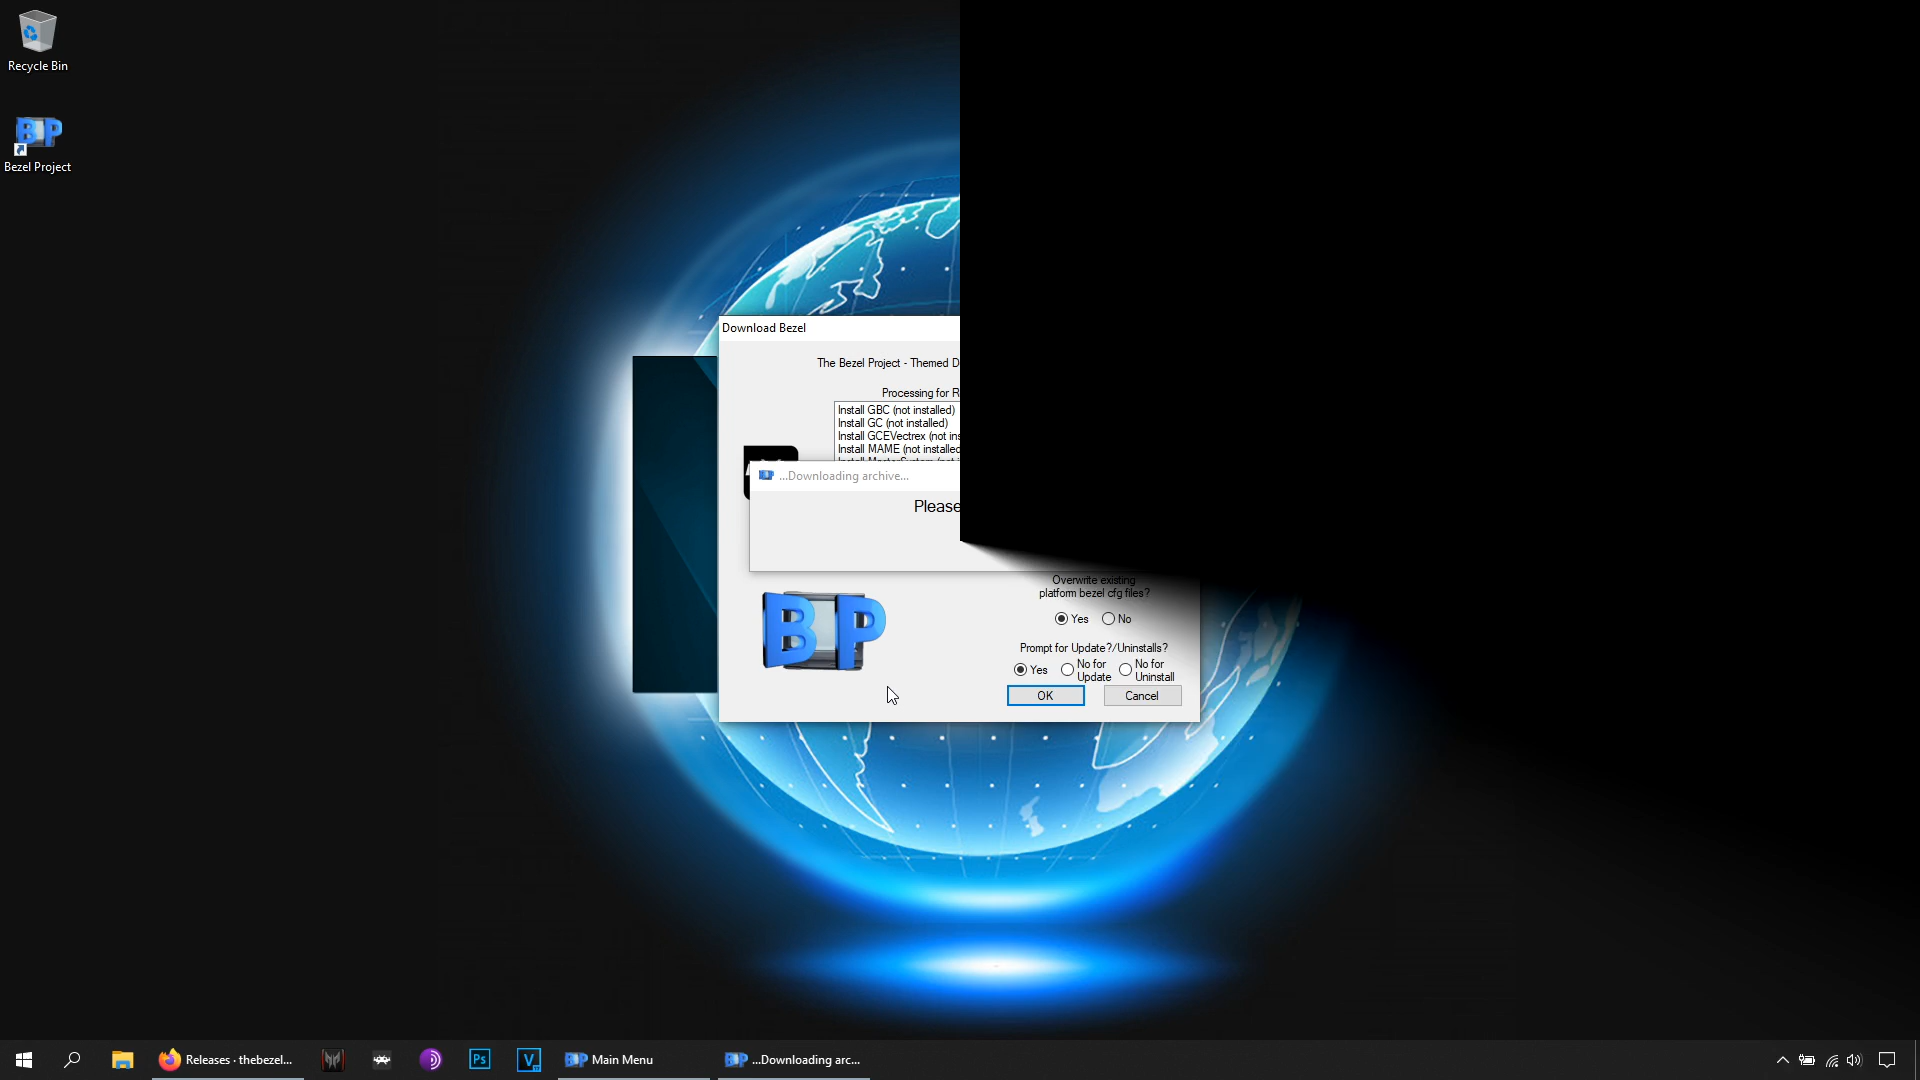 Recycle Bin
Bezel Project
Download Bezel
The Bezel Project - Themed D
Processing for R
Install GBC (not installed)
Install GC (not installed)
Install GCEVectrex (not ins
Install MAME (not installed
...Downloading archive...
Please
Overwrite existing
platform bezel cfg files?
Yes No
Prompt for Update?/Uninstalls?
Yes No for Update No for Uninstall
BP
OK Cancel
Releases · thebezel...
Ps
V
Main Menu
...Downloading arc...